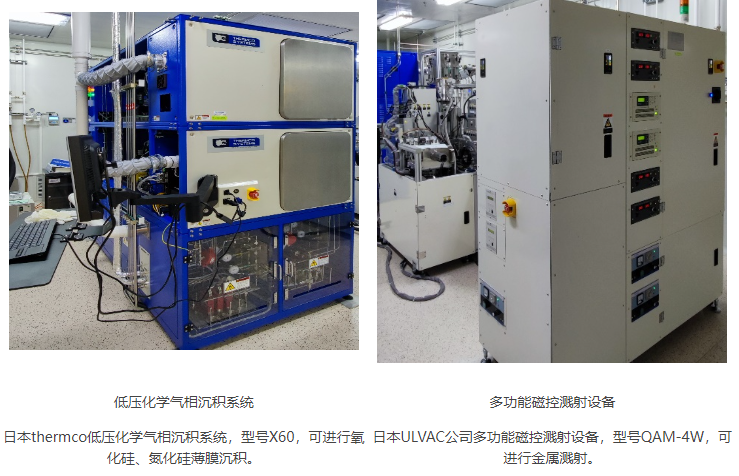 THERMCO
SYSTEMS
THERMCO
SYSTEMS
低压化学气相沉积系统
多功能磁控溅射设备
日本thermco低压化学气相沉积系统，型号X60，可进行氧
化硅、氮化硅薄膜沉积。
日本ULVAC公司多功能磁控溅射设备，型号QAM-4W，可
进行金属溅射。